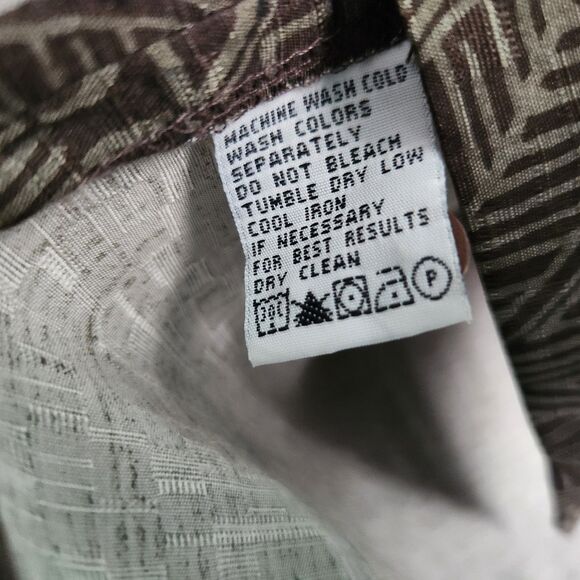 MACHINE WASH COLD
WASH COLORS
SEPARATELY
DO NOT BLEACH
TUMBLE DRY LOW
COOL IRON
IF NECESSARY
FOR BEST RESULTS
DRY CLEAN
30C P